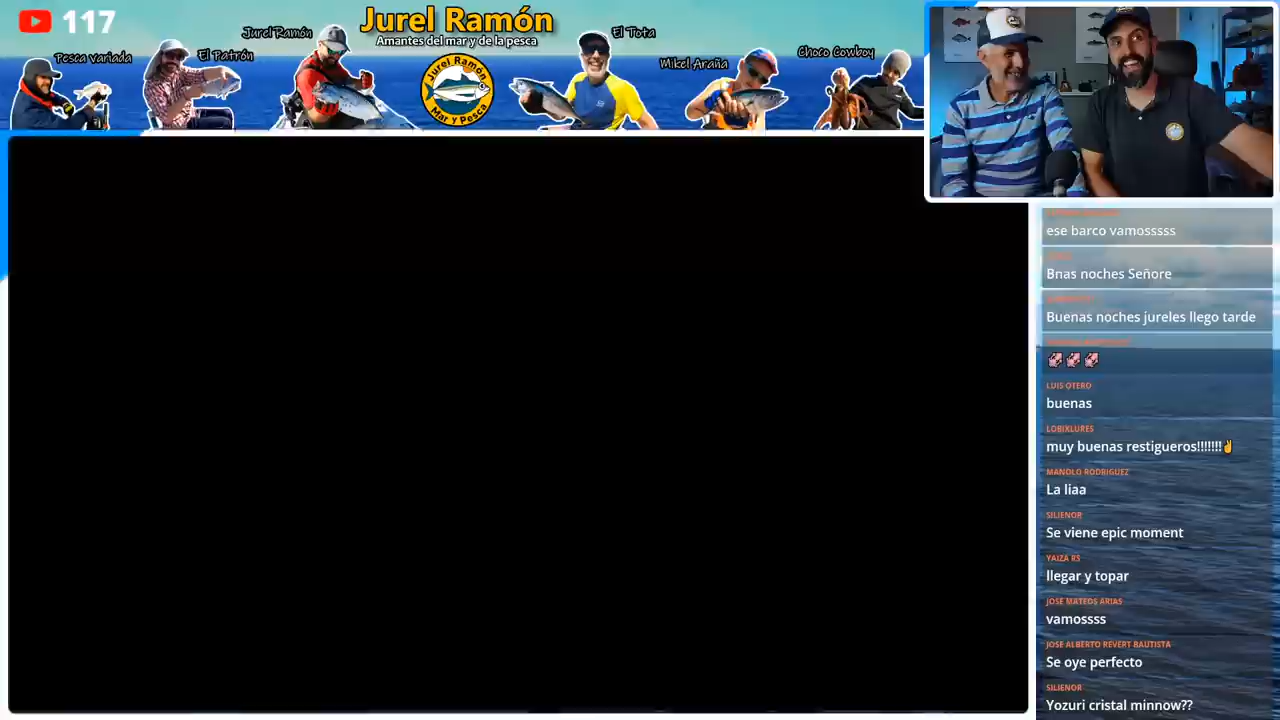 117
Jurel Ramón
Amantes del mar y de la pesca
Pesca variada
El Patrón
Jurel Ramón
Jurel Ramón
Mar y Pesca
El Tota
Mikel Araña
Choco Cowboy
ese barco vamosssss
Bnas noches Señore
Buenas noches jureles llego tarde
LUIS OTERO
buenas
LOBIKLURES
muy buenas restigueros!!!!!!!✌
MANOLO RODRIGUEZ
La liaa
SILIENOR
Se viene epic moment
YAIZA RS
llegar y topar
JOSE MATEOS ARIAS
vamossss
JOSE ALBERTO REVERT BAUTISTA
Se oye perfecto
SILIENOR
Yozuri cristal minnow??